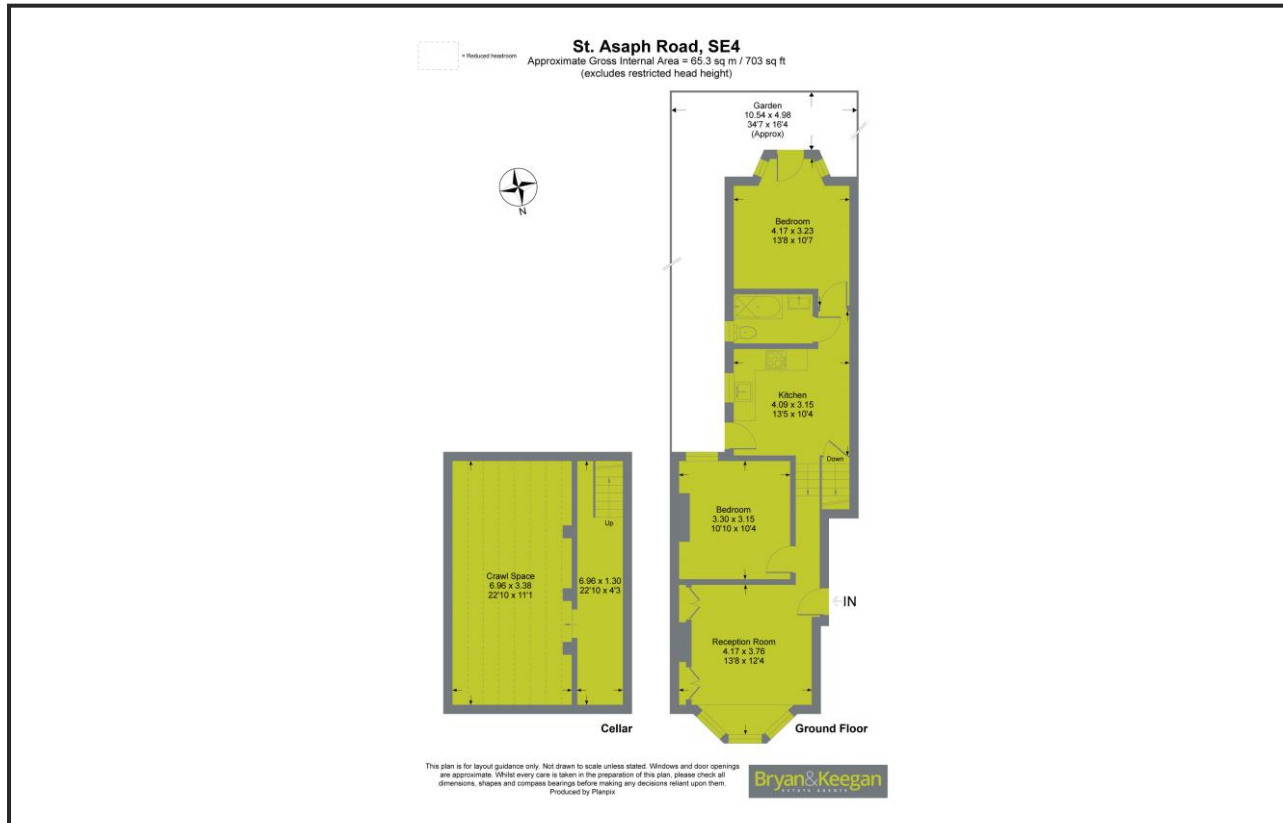 = Reduced headroom
St. Asaph Road, SE4
Approximate Gross Internal Area = 65.3 sq m / 703 sq ft
(excludes restricted head height)
Garden
10.54 x 4.98
34'7 x 16'4
(Approx)
N
Bedroom
4.17 x 3.23
13'8 x 10'7
Kitchen
4.09 x 3.15
13'5 x 10'4
Down
Up
Bedroom
3.30 x 3.15
10'10 x 10'4
Crawl Space
6.96 x 3.38
22'10 x 11'1
6.96 x 1.30
22'10 x 4'3
IN
Reception Room
4.17 x 3.76
13'8 x 12'4
Cellar
Ground Floor
This plan is for layout guidance only. Not drawn to scale unless stated. Windows and door openings
are approximate. Whilst every care is taken in the preparation of this plan, please check all
dimensions, shapes and compass bearings before making any decisions reliant upon them.
Produced by Planpix
Bryan&Keegan
ESTATE AGENTS